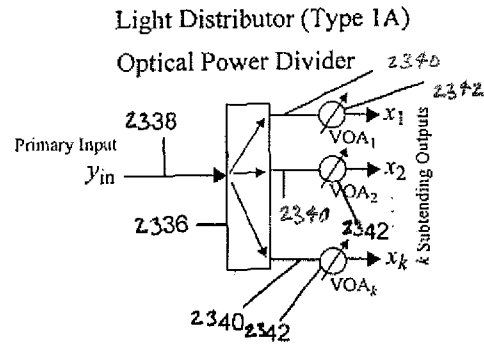 Light Distributor (Type 1A)
Optical Power Divider
2340
2342
2338
x1
VOA1
Primary Input
yin
x2
VOA2
2340
2342
2336
xk
VOAk
2340
2342
k Subtending Outputs